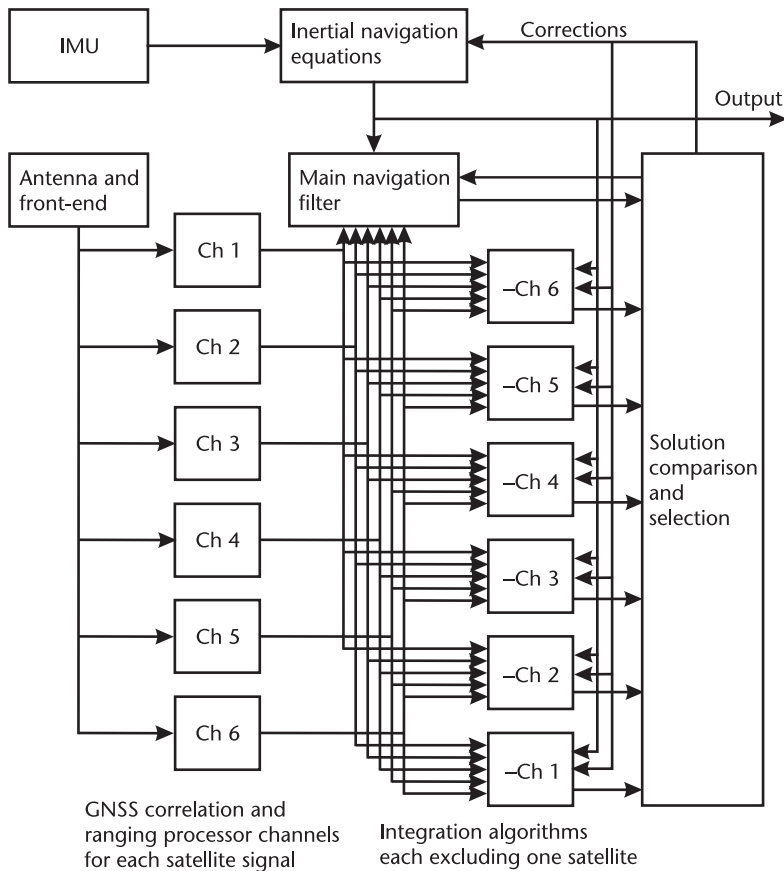 IMU
Inertial navigation
equations
Corrections
Output
Antenna and
front-end
Main navigation
filter
Ch 1
Ch 2
Ch 3
Ch 4
Ch 5
Ch 6
–Ch 6
–Ch 5
–Ch 4
–Ch 3
–Ch 2
–Ch 1
Solution
comparison
and
selection
GNSS correlation and
ranging processor channels
for each satellite signal
Integration algorithms
each excluding one satellite